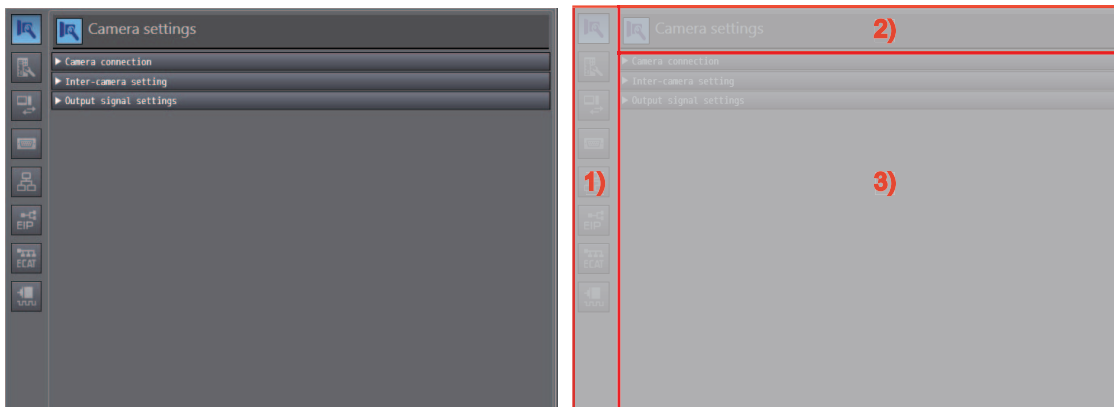 Camera settings
▶ Camera connection
▶ Inter-camera setting
▶ Output signal settings
EIP
ECAT
Camera settings
2)
▶ Camera connection
▶ Inter-camera setting
▶ Output signal settings
1)
3)
EIP
ECAT